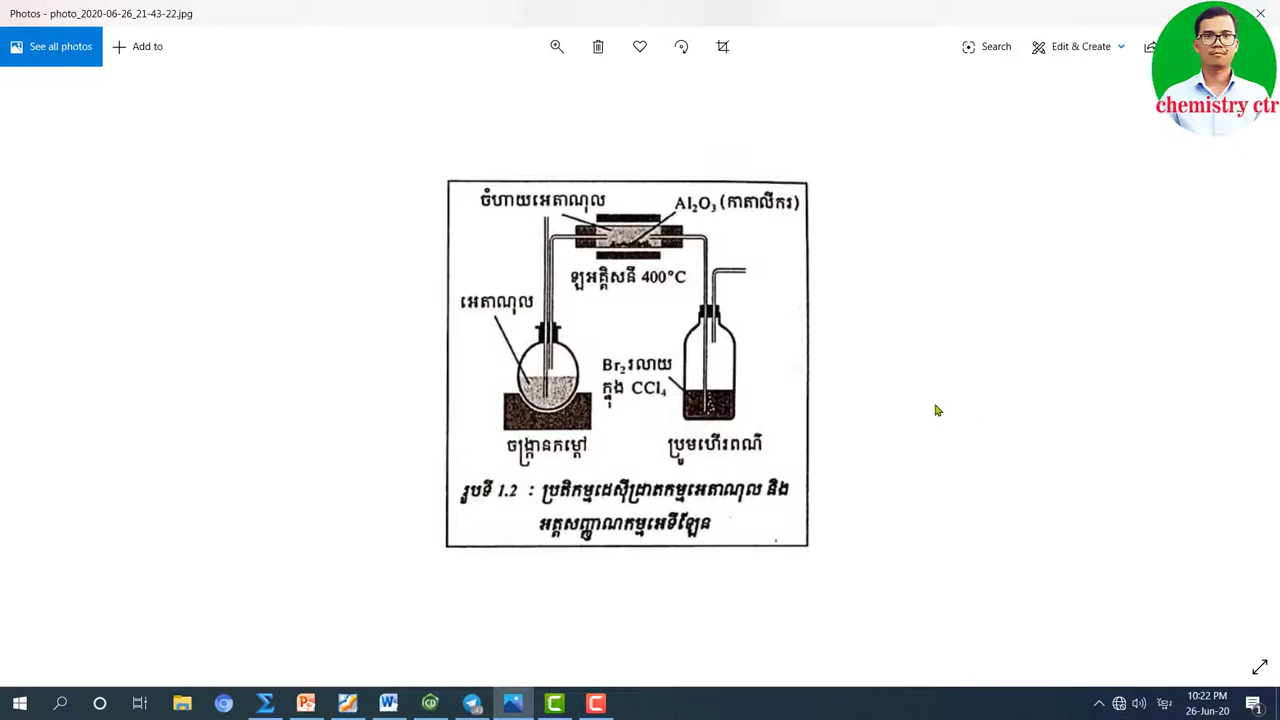 Photos - photo_2020-06-26_21-43-22.jpg
See all photos
Add to
Search
Edit & Create
chemistry ctr
ចំហាយអេតាណុល
Al₂O₃ (កាតាលីករ)
ឡអគ្គិសនី 400°C
អេតាណុល
Br₂ រលាយ
ក្នុង CCl₄
ចង្ក្រានកម្ដៅ
ប្រូមហើរពណ៌
រូបទី 1.2 : ប្រតិកម្មដេស៊ីដ្រាតកម្មអេតាណុល និង
អត្តសញ្ញាណកម្មអេទីឡែន
10:22 PM
26-Jun-20